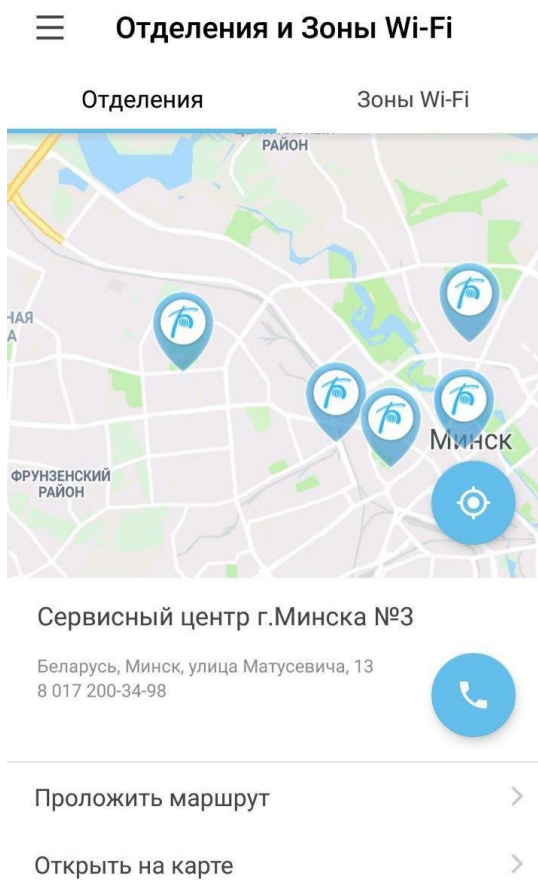 Отделения и Зоны Wi-Fi
Отделения
Зоны Wi-Fi
РАЙОН
НАЯ
А
Минск
ФРУНЗЕНСКИЙ
РАЙОН
Сервисный центр г.Минска №3
Беларусь, Минск, улица Матусевича, 13
8 017 200-34-98
Проложить маршрут
Открыть на карте